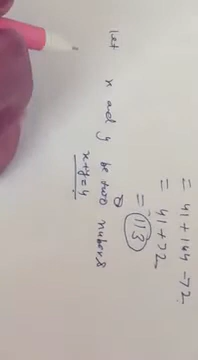 = 41 + 144 - 72
= 41 + 72
= 113
Let x and y be two numbers
x+y=4